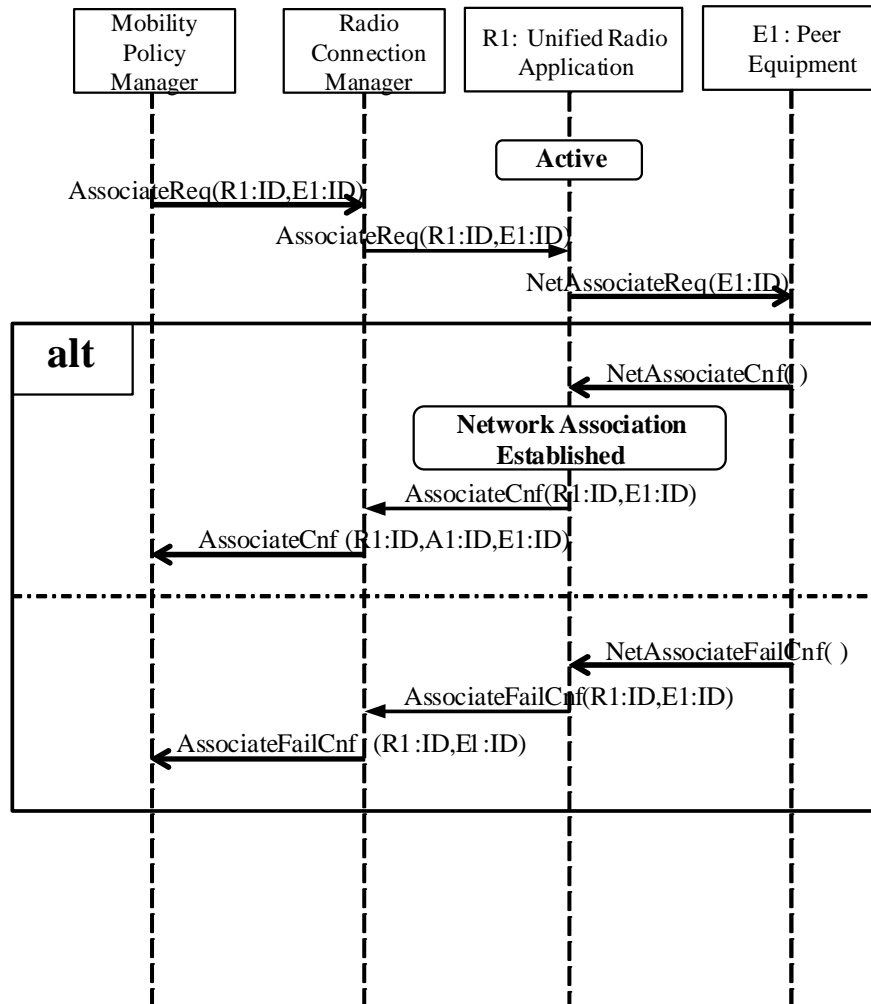 Mobility
Policy
Manager
Radio
Connection
Manager
R1: Unified Radio
Application
E1: Peer
Equipment
Active
AssociateReq(R1:ID,E1:ID)
AssociateReq(R1:ID,E1:ID)
NetAssociateReq(E1:ID)
alt
NetAssociateCnf( )
Network Association
Established
AssociateCnf(R1:ID,E1:ID)
AssociateCnf (R1:ID,A1:ID,E1:ID)
NetAssociateFailCnf( )
AssociateFailCnf(R1:ID,E1:ID)
AssociateFailCnf (R1:ID,E1:ID)